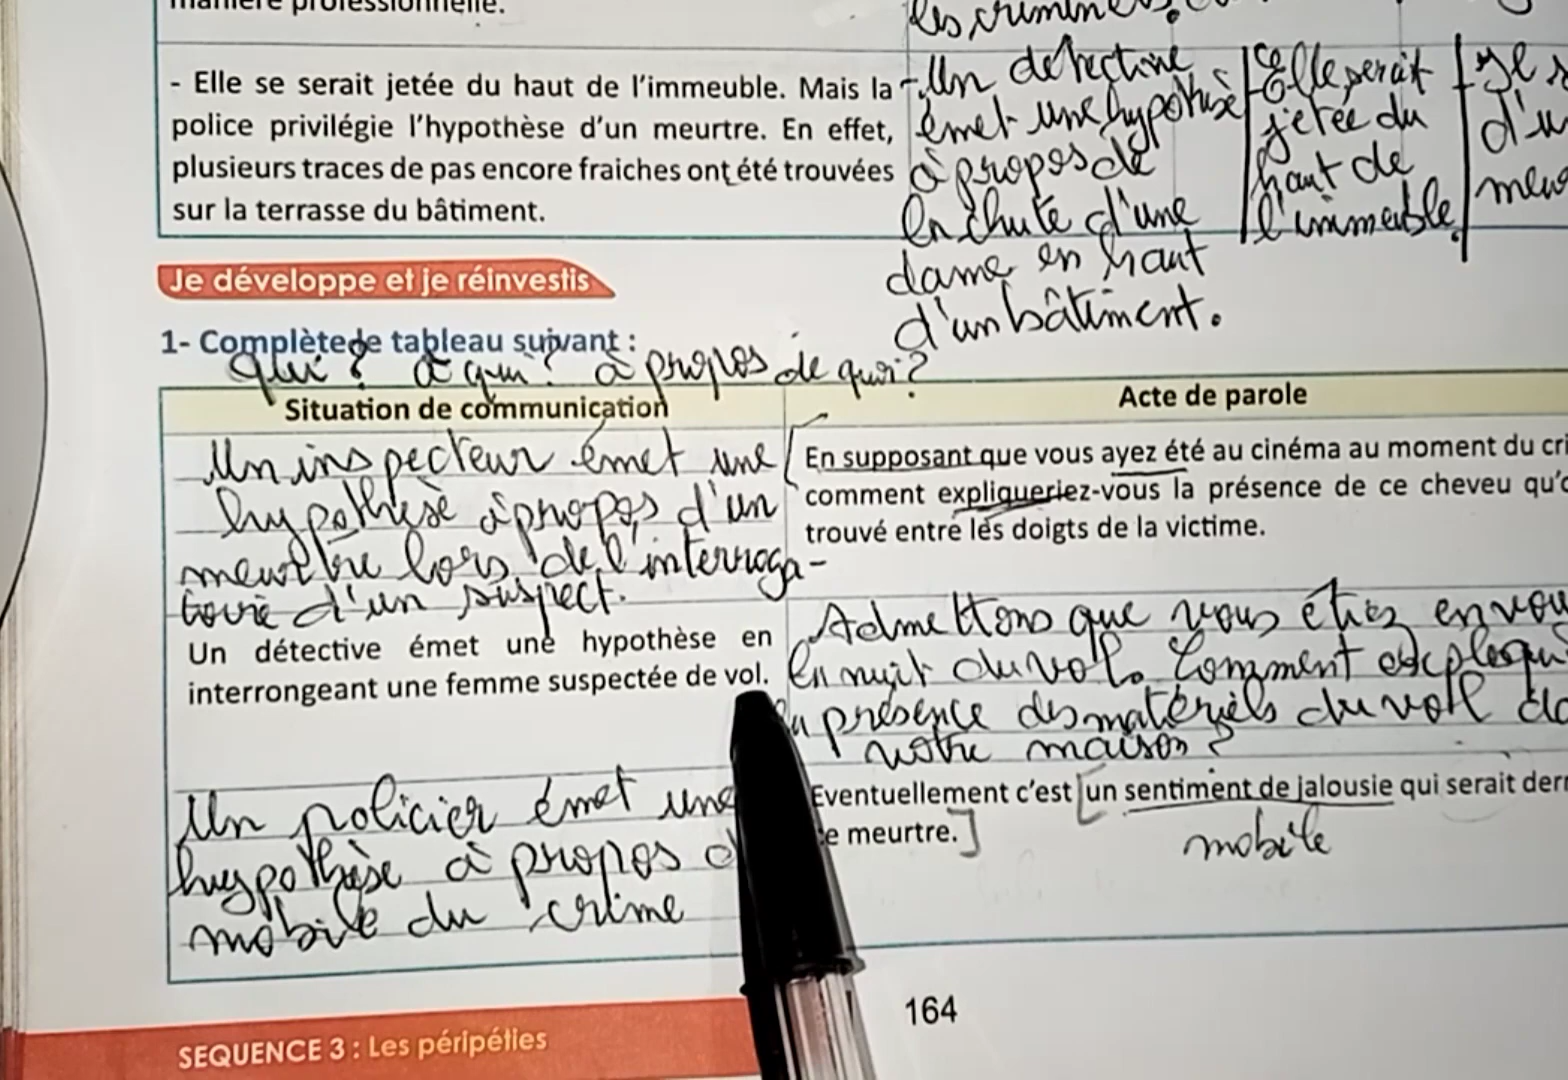 manière professionnelle.
les crimin
- Elle se serait jetée du haut de l'immeuble. Mais la
police privilégie l'hypothèse d'un meurtre. En effet,
plusieurs traces de pas encore fraiches ont été trouvées
sur la terrasse du bâtiment.
- Un détective
émet une hypothèse
à propos de
la chute d'une
dame en haut
d'un bâtiment.
Elle serait
jetée du
haut de
l'immeuble.
d'u
meu
Je développe et je réinvestis
1- Complète le tableau suivant :
qui ? à qui ? à propos de quoi ?
Situation de communication
Acte de parole
Un inspecteur émet une
hypothèse à propos d'un
meurtre lors de l'interroga-
toire d'un suspect.
En supposant que vous ayez été au cinéma au moment du cri
comment expliqueriez-vous la présence de ce cheveu qu'o
trouvé entre les doigts de la victime.
Un détective émet une hypothèse en
interrongeant une femme suspectée de vol.
Admettons que vous étiez en voy
la nuit du vol. Comment expliqu
la présence des matériels du vol da
votre maison ?
Un policier émet une
hypothèse à propos d
mobile du crime
Eventuellement c'est [un sentiment de jalousie qui serait derr
e meurtre.]
mobile
164
SEQUENCE 3 : Les péripéties